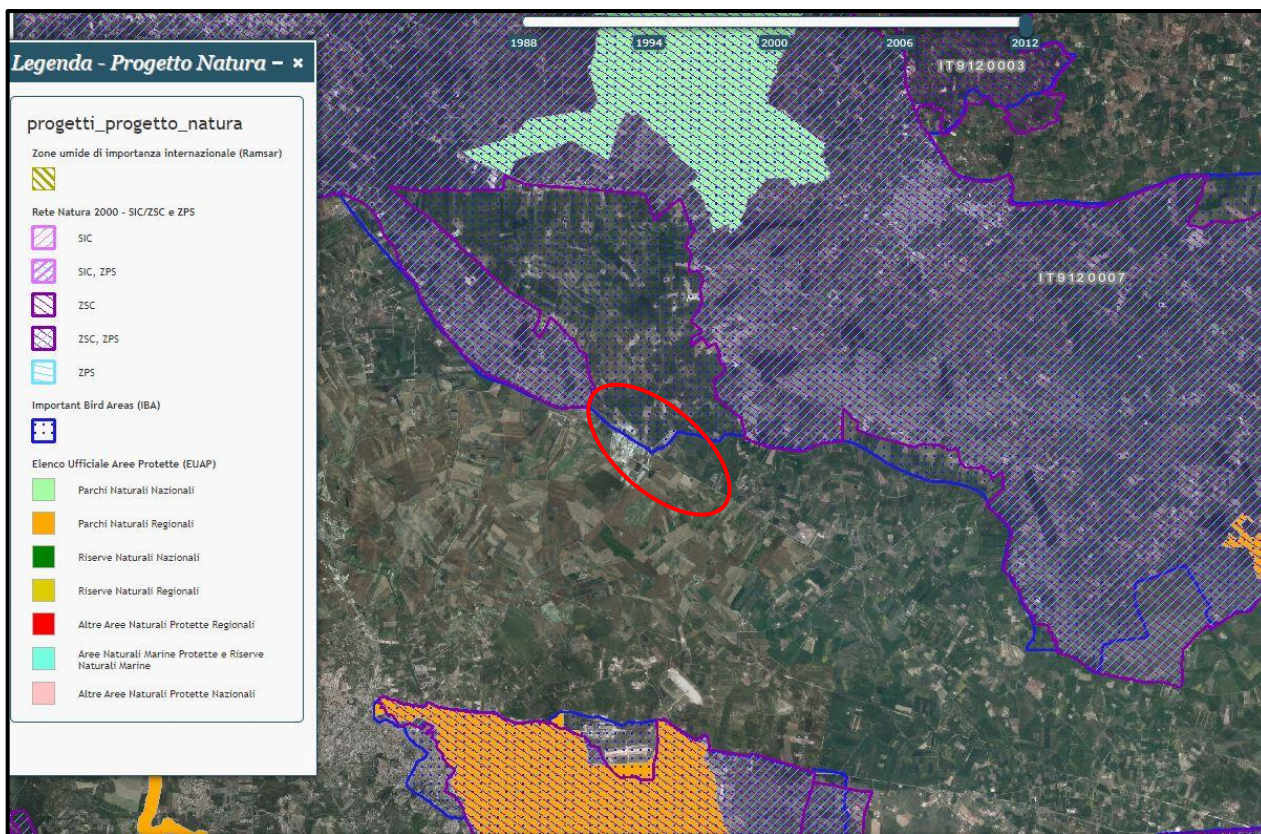 1988 1994 2000 2006 2012
Legenda - Progetto Natura − ×
IT9120003
progetti_progetto_natura
Zone umide di importanza internazionale (Ramsar)
Rete Natura 2000 - SIC/ZSC e ZPS
SIC
SIC, ZPS
IT9120007
ZSC
ZSC, ZPS
ZPS
Important Bird Areas (IBA)
Elenco Ufficiale Aree Protette (EUAP)
Parchi Naturali Nazionali
Parchi Naturali Regionali
Riserve Naturali Nazionali
Riserve Naturali Regionali
Altre Aree Naturali Protette Regionali
Aree Naturali Marine Protette e Riserve
Naturali Marine
Altre Aree Naturali Protette Nazionali